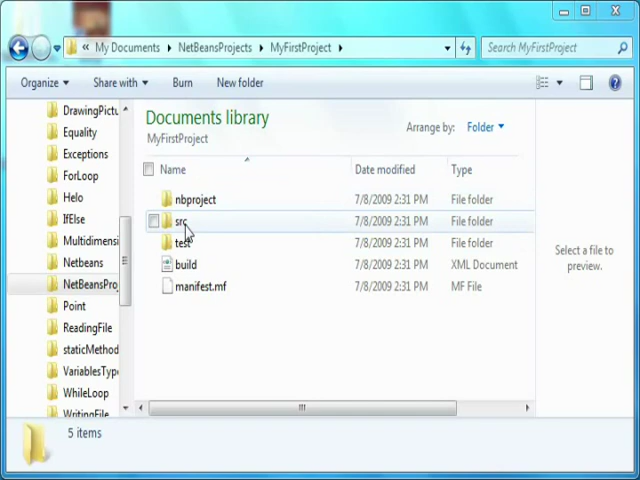 « My Documents NetBeansProjects MyFirstProject Search MyFirstProject
Organize Share with Burn New folder
Documents library
MyFirstProject
Arrange by: Folder
Name Date modified Type
nbproject 7/8/2009 2:31 PM File folder
src 7/8/2009 2:31 PM File folder
test 7/8/2009 2:31 PM File folder
build 7/8/2009 2:31 PM XML Document
manifest.mf 7/8/2009 2:31 PM MF File
DrawingPictu
Equality
Exceptions
ForLoop
Helo
IfElse
Multidimensi
Netbeans
NetBeansProj
Point
ReadingFile
staticMethod
VariablesType
WhileLoop
WritingFile
Select a file to
preview.
5 items